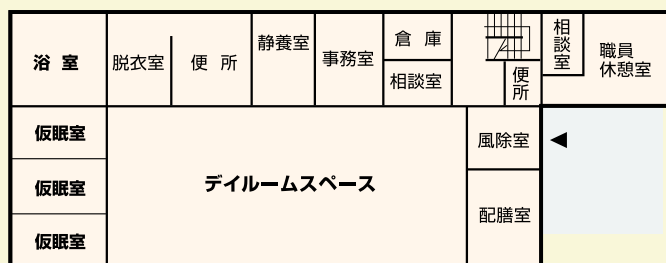 浴室
脱衣室
便所
静養室
事務室
倉庫
相談室
便所
相談室
職員
休憩室
仮眠室
仮眠室
仮眠室
デイルームスペース
風除室
配膳室